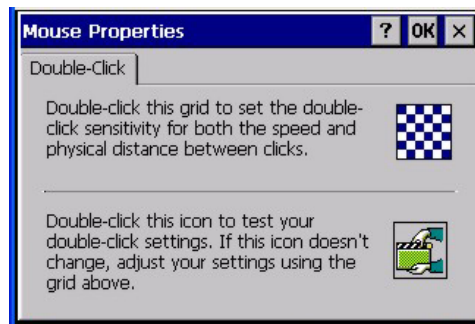 Mouse Properties ? OK ×
Double-Click
Double-click this grid to set the double-
click sensitivity for both the speed and
physical distance between clicks.
Double-click this icon to test your
double-click settings. If this icon doesn't
change, adjust your settings using the
grid above.